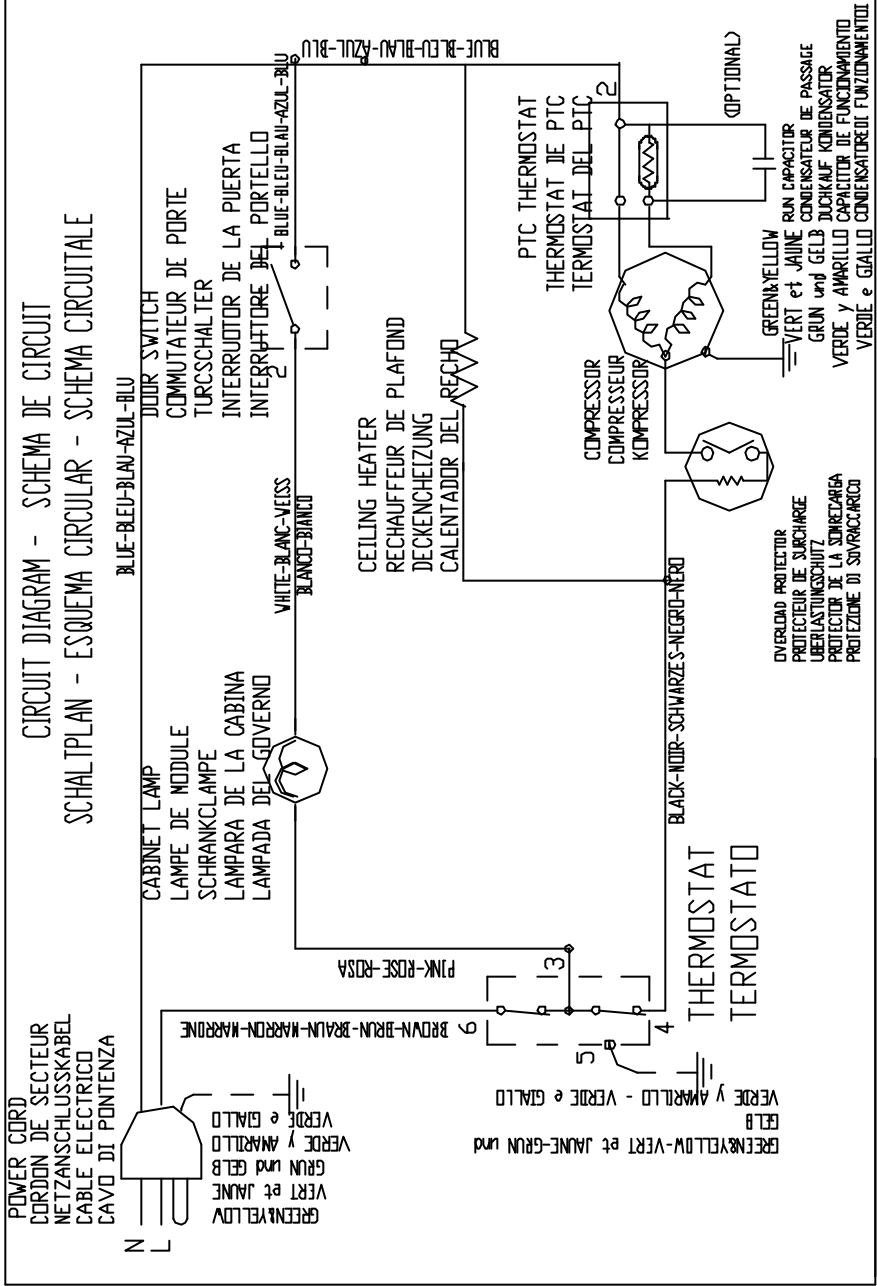 CIRCUIT DIAGRAM - SCHEMA DE CIRCUIT
SCHALTPLAN - ESQUEMA CIRCULAR - SCHEMA CIRCUITALE
POWER CORD
CORDON DE SECTEUR
NETZANSCHLUSSKABEL
CABLE ELECTRICO
CAVO DI PONTENZA
N
L
GREEN&YELLOW
VERT et JAUNE
GRUN und GELB
VERDE y AMARILLO
VERDE e GIALLO
BLUE-BLEU-BLAU-AZUL-BLU
CABINET LAMP
LAMPE DE MODULE
SCHRANKCLAMPE
LAMPARA DE LA CABINA
LAMPADA DEL GOVERNO
DOOR SWITCH
COMMUTATEUR DE PORTE
TURCSCHALTER
INTERRUOTOR DE LA PUERTA
INTERRUTTORE DEL PORTELLO
2
BLUE-BLEU-BLAU-AZUL-BLU
WHITE-BLANC-WEISS
BLANCO-BIANCO
BLUE-BLEU-BLAU-AZUL-BLU
PINK-ROSE-ROSA
BROWN-BRUN-BRAUN-MARRON-MARRONE
6
3
5
4
GREEN&YELLOW-VERT et JAUNE-GRUN und
GELB
VERDE y AMARILLO - VERDE e GIALLO
THERMOSTAT
TERMOSTATO
CEILING HEATER
RECHAUFFEUR DE PLAFOND
DECKENCHEIZUNG
CALENTADOR DEL RECHO
BLACK-NOIR-SCHWARZES-NEGRO-NERO
COMPRESSOR
COMPRESSEUR
KOMPRESSOR
OVERLOAD PROTECTOR
PROTECTEUR DE SURCHARGE
UBERLASTUNGSCHUTZ
PROTECTOR DE LA SOMRECARGA
PROTEZIONE DI SOVRACCARICO
PTC THERMOSTAT
THERMOSTAT DE PTC
TERMOSTAT DEL PTC
2
(OPTIONAL)
GREEN&YELLOW
VERT et JAUNE
GRUN und GELB
VERDE y AMARILLO
VERDE e GIALLO
RUN CAPACITOR
CONDENSATEUR DE PASSAGE
DUCHKAUF KONDENSATOR
CAPACITOR DE FUNCIONAMIENTO
CONDENSATOREDI FUNZIONAMENTOI